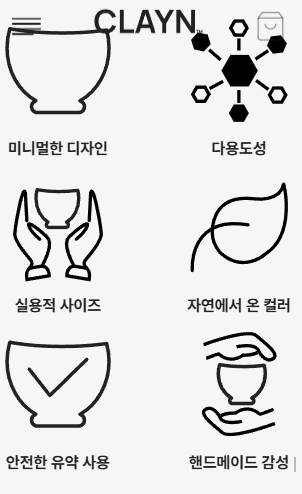 CLAYN™
미니멀한 디자인
다용도성
실용적 사이즈
자연에서 온 컬러
안전한 유약 사용
핸드메이드 감성